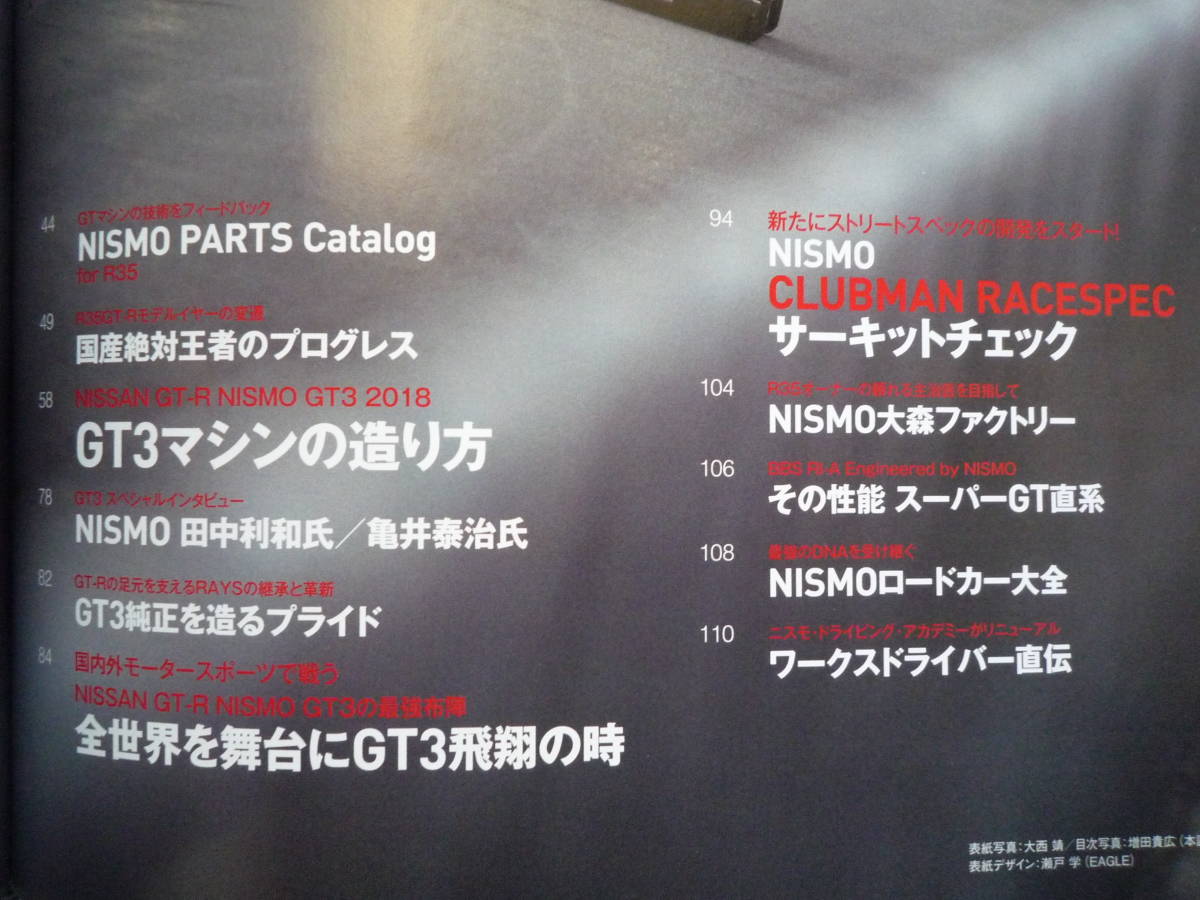 44
GTマシンの技術をフィードバック
NISMO PARTS Catalog
for R35
49
R35GT-Rモデルイヤーの変遷
国産絶対王者のプログレス
58
NISSAN GT-R NISMO GT3 2018
GT3マシンの造り方
78
GT3 スペシャルインタビュー
NISMO 田中利和氏／亀井泰治氏
82
GT-Rの足元を支えるRAYSの継承と革新
GT3純正を造るプライド
84
国内外モータースポーツで戦う
NISSAN GT-R NISMO GT3の最強布陣
全世界を舞台にGT3飛翔の時
94
新たにストリートスペックの開発をスタート!
NISMO
CLUBMAN RACESPEC
サーキットチェック
104
R35オーナーの頼れる主治医を目指して
NISMO大森ファクトリー
106
BBS RI-A Engineered by NISMO
その性能 スーパーGT直系
108
最強のDNAを受け継ぐ
NISMOロードカー大全
110
ニスモ・ドライビング・アカデミーがリニューアル
ワークスドライバー直伝
表紙写真：大西 靖／目次写真：増田貴広（本
表紙デザイン：瀬戸 学（EAGLE）